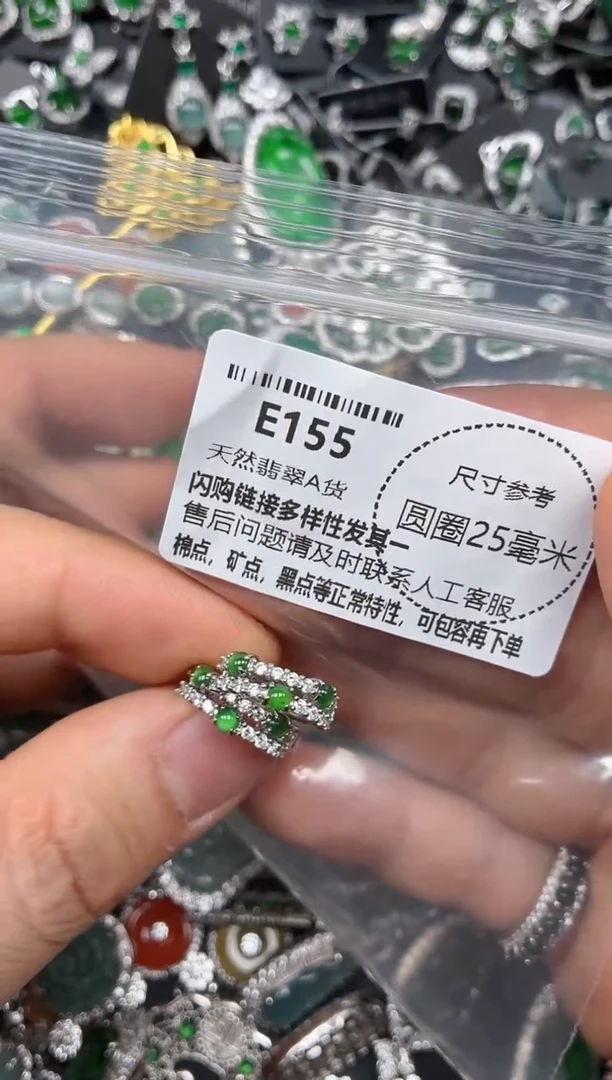 E155
天然翡翠A货
闪购链接多样性发其一
售后问题请及时联系人工客服
棉点，矿点，黑点等正常特性，可包容再下单
尺寸参考
圆圈25毫米